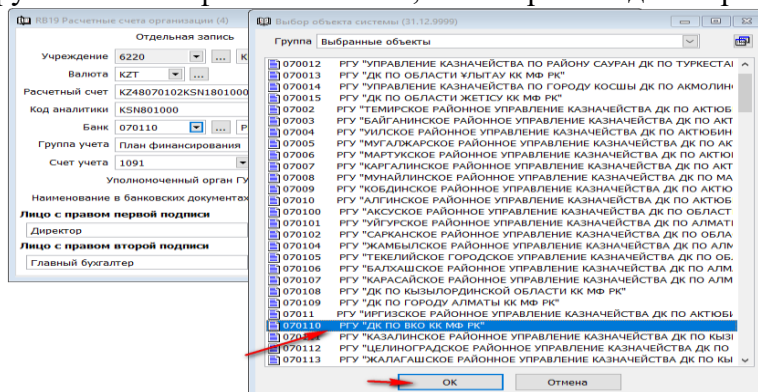 RB19 Расчетные счета организации (4)
Отдельная запись
Учреждение 6220 ... К
Валюта KZT ...
Расчетный счет KZ48070102KSN1801000
Код аналитики KSN801000
Банк 070110 ... Р
Группа учета План финансирования
Счет учета 1091
Уполномоченный орган ГУ
Наименование в банковских документах
Лицо с правом первой подписи
Директор
Лицо с правом второй подписи
Главный бухгалтер
Выбор объекта системы (31.12.9999)
Группа Выбранные объекты
070012 РГУ "УПРАВЛЕНИЕ КАЗНАЧЕЙСТВА ПО РАЙОНУ САУРАН ДК ПО ТУРКЕСТАН
070013 РГУ "ДК ПО ОБЛАСТИ ҰЛЫТАУ КК МФ РК"
070014 РГУ "УПРАВЛЕНИЕ КАЗНАЧЕЙСТВА ПО ГОРОДУ КОСШЫ ДК ПО АКМОЛИН
070015 РГУ "ДК ПО ОБЛАСТИ ЖЕТІСУ КК МФ РК"
07002 РГУ "ТЕМИРСКОЕ РАЙОННОЕ УПРАВЛЕНИЕ КАЗНАЧЕЙСТВА ДК ПО АКТЮБ
07003 РГУ "БАЙГАНИНСКОЕ РАЙОННОЕ УПРАВЛЕНИЕ КАЗНАЧЕЙСТВА ДК ПО АКТ
07004 РГУ "УИЛСКОЕ РАЙОННОЕ УПРАВЛЕНИЕ КАЗНАЧЕЙСТВА ДК ПО АКТЮБИН
07005 РГУ "МУГАЛЖАРСКОЕ РАЙОННОЕ УПРАВЛЕНИЕ КАЗНАЧЕЙСТВА ДК ПО АК
07006 РГУ "МАРТУКСКОЕ РАЙОННОЕ УПРАВЛЕНИЕ КАЗНАЧЕЙСТВА ДК ПО АКТЮ
07007 РГУ "КАРГАЛИНСКОЕ РАЙОННОЕ УПРАВЛЕНИЕ КАЗНАЧЕЙСТВА ДК ПО АКТ
07008 РГУ "МУНАЙЛИНСКОЕ РАЙОННОЕ УПРАВЛЕНИЕ КАЗНАЧЕЙСТВА ДК ПО МА
07009 РГУ "КОБДИНСКОЕ РАЙОННОЕ УПРАВЛЕНИЕ КАЗНАЧЕЙСТВА ДК ПО АКТЮ
07010 РГУ "АЛГИНСКОЕ РАЙОННОЕ УПРАВЛЕНИЕ КАЗНАЧЕЙСТВА ДК ПО АКТЮБ
070100 РГУ "АКСУСКОЕ РАЙОННОЕ УПРАВЛЕНИЕ КАЗНАЧЕЙСТВА ДК ПО ОБЛАСТ
070101 РГУ "УЙГУРСКОЕ РАЙОННОЕ УПРАВЛЕНИЕ КАЗНАЧЕЙСТВА ДК ПО АЛМАТИ
070102 РГУ "САРКАНСКОЕ РАЙОННОЕ УПРАВЛЕНИЕ КАЗНАЧЕЙСТВА ДК ПО ОБЛА
070104 РГУ "ЖАМБЫЛСКОЕ РАЙОННОЕ УПРАВЛЕНИЕ КАЗНАЧЕЙСТВА ДК ПО АЛМ
070105 РГУ "ТЕКЕЛИЙСКОЕ ГОРОДСКОЕ УПРАВЛЕНИЕ КАЗНАЧЕЙСТВА ДК ПО ОБ.
070106 РГУ "БАЛХАШСКОЕ РАЙОННОЕ УПРАВЛЕНИЕ КАЗНАЧЕЙСТВА ДК ПО АЛМ.
070107 РГУ "КАРАСАЙСКОЕ РАЙОННОЕ УПРАВЛЕНИЕ КАЗНАЧЕЙСТВА ДК ПО АЛМ
070108 РГУ "ДК ПО КЫЗЫЛОРДИНСКОЙ ОБЛАСТИ КК МФ РК"
070109 РГУ "ДК ПО ГОРОДУ АЛМАТЫ КК МФ РК"
07011 РГУ "ИРГИЗСКОЕ РАЙОННОЕ УПРАВЛЕНИЕ КАЗНАЧЕЙСТВА ДК ПО АКТЮБИ
070110 РГУ "ДК ПО ВКО КК МФ РК"
070111 РГУ "КАЗАЛИНСКОЕ РАЙОННОЕ УПРАВЛЕНИЕ КАЗНАЧЕЙСТВА ДК ПО КЫЗЫ
070112 РГУ "ЦЕЛИНОГРАДСКОЕ РАЙОННОЕ УПРАВЛЕНИЕ КАЗНАЧЕЙСТВА ДК ПО
070113 РГУ "ЖАЛАГАШСКОЕ РАЙОННОЕ УПРАВЛЕНИЕ КАЗНАЧЕЙСТВА ДК ПО КЫ
ОК Отмена